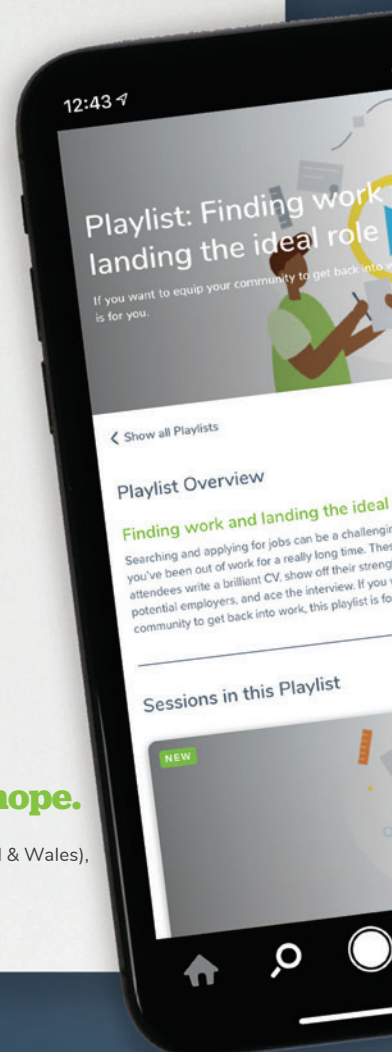 12:43
Playlist: Finding work
landing the ideal role
If you want to equip your community to get back into
is for you.
Show all Playlists
Playlist Overview
Finding work and landing the ideal
Searching and applying for jobs can be a challenging
you've been out of work for a really long time. These
attendees write a brilliant CV, show off their strengths
potential employers, and ace the interview. If you
community to get back into work, this playlist is for
Sessions in this Playlist
NEW
hope.
& Wales),